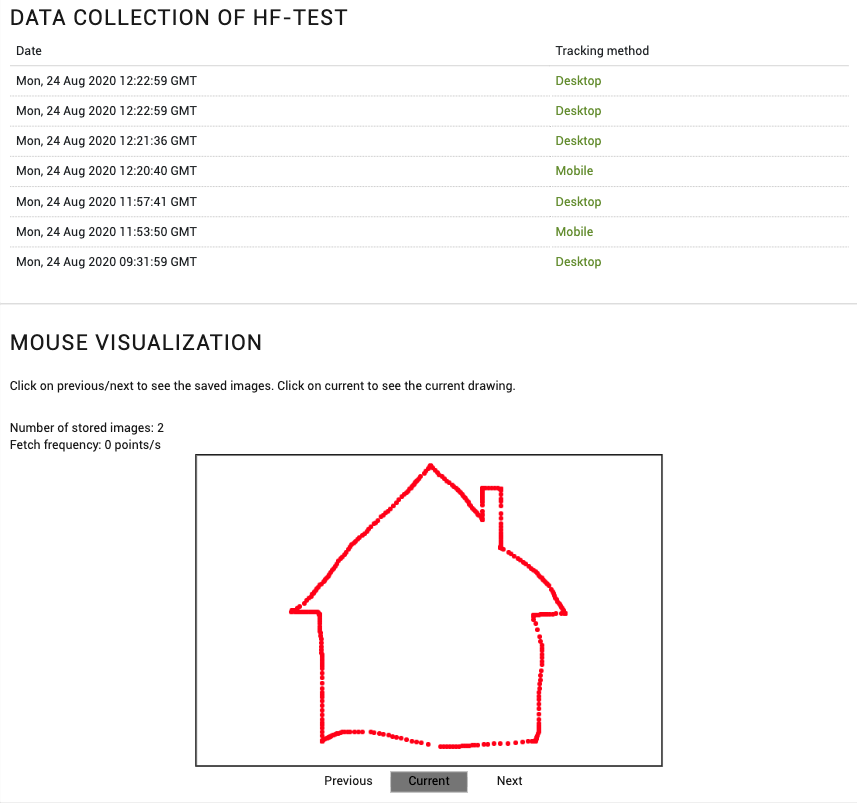 DATA COLLECTION OF HF-TEST
Date Tracking method
Mon, 24 Aug 2020 12:22:59 GMT Desktop
Mon, 24 Aug 2020 12:22:59 GMT Desktop
Mon, 24 Aug 2020 12:21:36 GMT Desktop
Mon, 24 Aug 2020 12:20:40 GMT Mobile
Mon, 24 Aug 2020 11:57:41 GMT Desktop
Mon, 24 Aug 2020 11:53:50 GMT Mobile
Mon, 24 Aug 2020 09:31:59 GMT Desktop
MOUSE VISUALIZATION
Click on previous/next to see the saved images. Click on current to see the current drawing.
Number of stored images: 2
Fetch frequency: 0 points/s
Previous Current Next